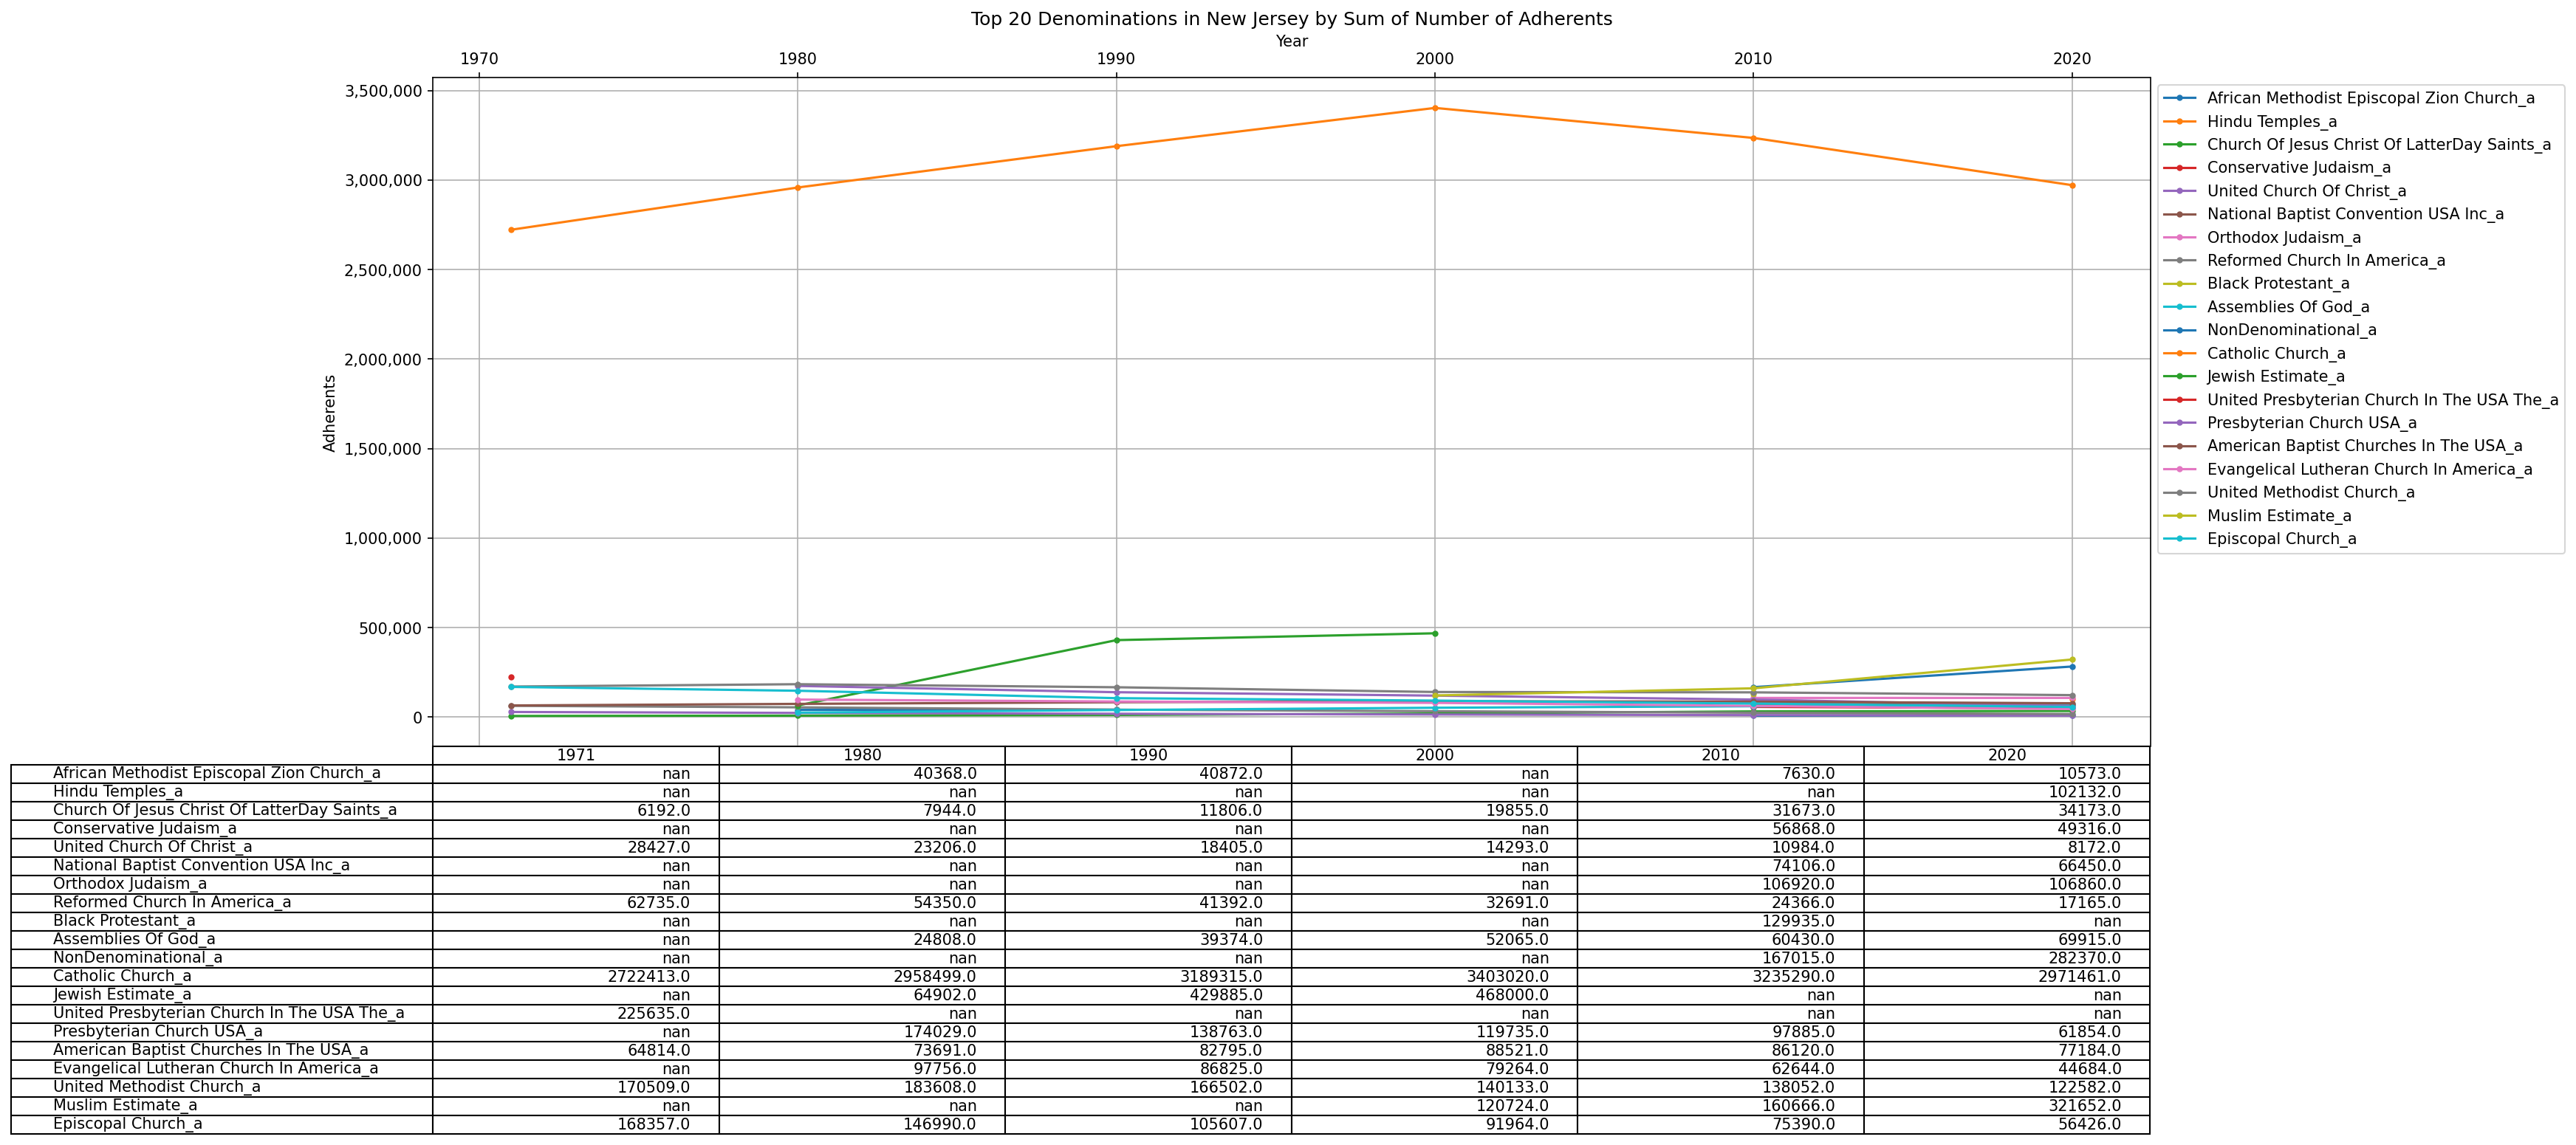 Top 20 Denominations in New Jersey by Sum of Number of Adherents
Year
1970 1980 1990 2000 2010 2020
3,500,000
3,000,000
2,500,000
2,000,000
1,500,000
1,000,000
500,000
0
Adherents
African Methodist Episcopal Zion Church_a
Hindu Temples_a
Church Of Jesus Christ Of LatterDay Saints_a
Conservative Judaism_a
United Church Of Christ_a
National Baptist Convention USA Inc_a
Orthodox Judaism_a
Reformed Church In America_a
Black Protestant_a
Assemblies Of God_a
NonDenominational_a
Catholic Church_a
Jewish Estimate_a
United Presbyterian Church In The USA The_a
Presbyterian Church USA_a
American Baptist Churches In The USA_a
Evangelical Lutheran Church In America_a
United Methodist Church_a
Muslim Estimate_a
Episcopal Church_a
1971 1980 1990 2000 2010 2020
African Methodist Episcopal Zion Church_a nan 40368.0 40872.0 nan 7630.0 10573.0
Hindu Temples_a nan nan nan nan nan 102132.0
Church Of Jesus Christ Of LatterDay Saints_a 6192.0 7944.0 11806.0 19855.0 31673.0 34173.0
Conservative Judaism_a nan nan nan nan 56868.0 49316.0
United Church Of Christ_a 28427.0 23206.0 18405.0 14293.0 10984.0 8172.0
National Baptist Convention USA Inc_a nan nan nan nan 74106.0 66450.0
Orthodox Judaism_a nan nan nan nan 106920.0 106860.0
Reformed Church In America_a 62735.0 54350.0 41392.0 32691.0 24366.0 17165.0
Black Protestant_a nan nan nan nan 129935.0 nan
Assemblies Of God_a nan 24808.0 39374.0 52065.0 60430.0 69915.0
NonDenominational_a nan nan nan nan 167015.0 282370.0
Catholic Church_a 2722413.0 2958499.0 3189315.0 3403020.0 3235290.0 2971461.0
Jewish Estimate_a nan 64902.0 429885.0 468000.0 nan nan
United Presbyterian Church In The USA The_a 225635.0 nan nan nan nan nan
Presbyterian Church USA_a nan 174029.0 138763.0 119735.0 97885.0 61854.0
American Baptist Churches In The USA_a 64814.0 73691.0 82795.0 88521.0 86120.0 77184.0
Evangelical Lutheran Church In America_a nan 97756.0 86825.0 79264.0 62644.0 44684.0
United Methodist Church_a 170509.0 183608.0 166502.0 140133.0 138052.0 122582.0
Muslim Estimate_a nan nan nan 120724.0 160666.0 321652.0
Episcopal Church_a 168357.0 146990.0 105607.0 91964.0 75390.0 56426.0